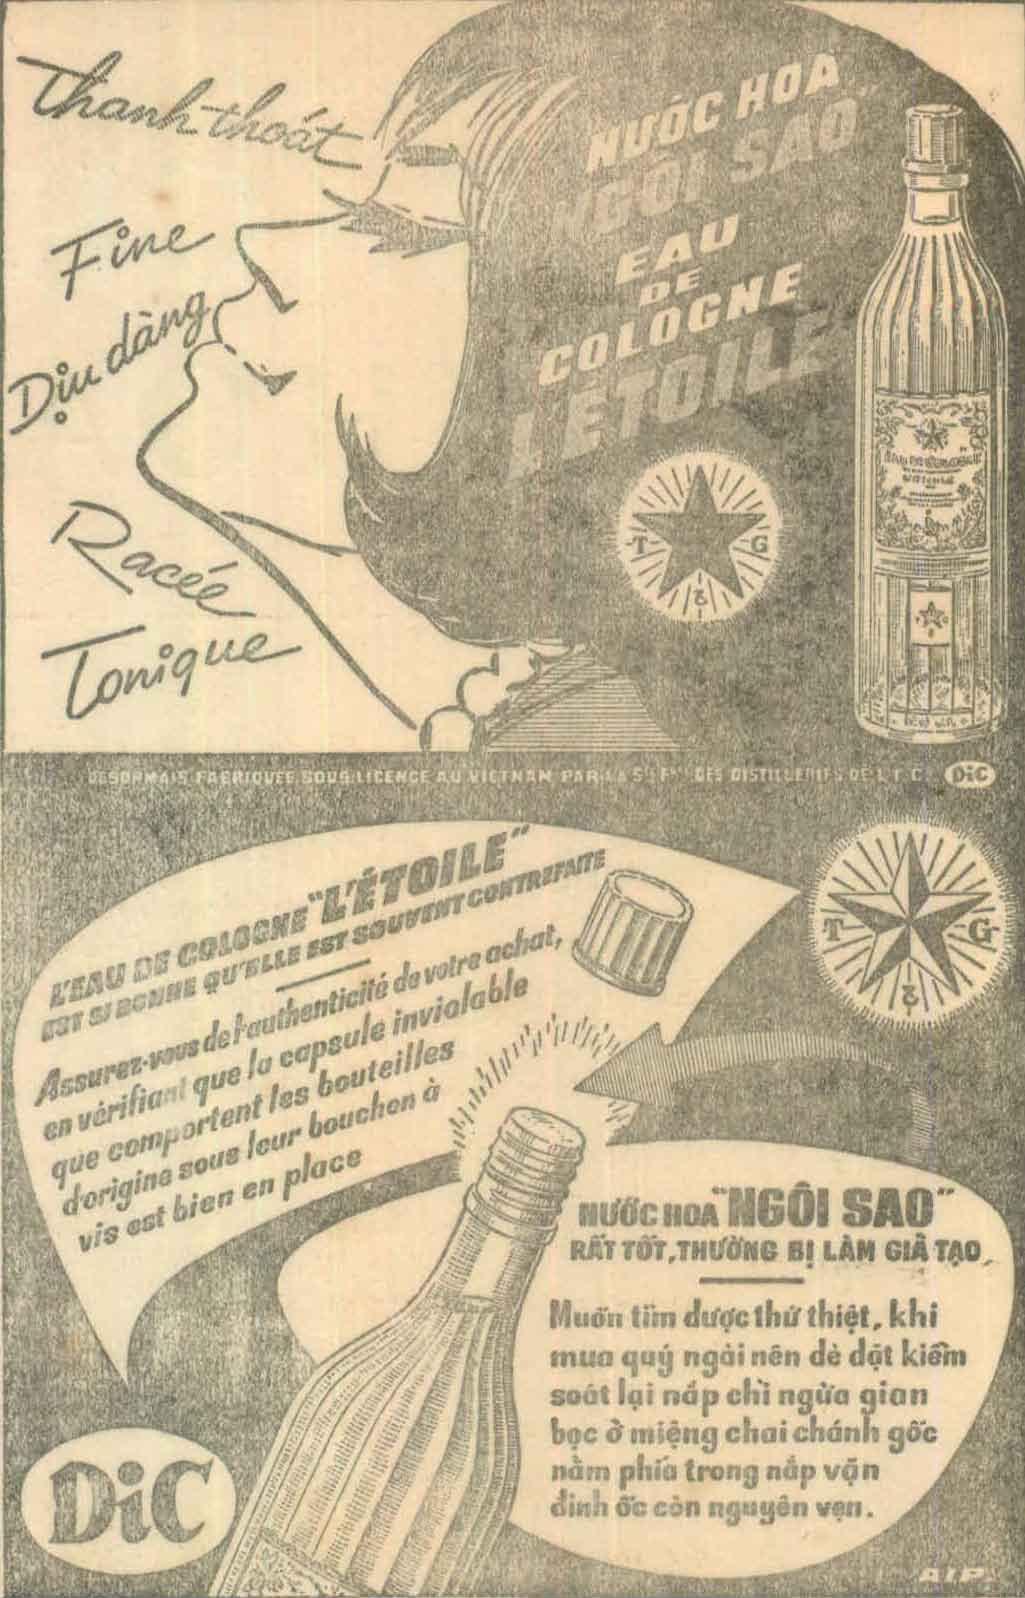 Thanh-thoát
Fine
Dịu dàng
Racée
Tonique
NƯỚC HOA
"NGÔI SAO"
EAU
DE
COLOGNE
L'ÉTOILE
T G
&
DÉSORMAIS FABRIQUÉE SOUS LICENCE AU VIETNAM PAR LA Sté Fse DES DISTILLERIES DE L'I.C. DiC
L'EAU DE COLOGNE "L'ÉTOILE"
EST SI BONNE QU'ELLE EST SOUVENT CONTREFAITE
Assurez-vous de l'authenticité de votre achat,
en vérifiant que la capsule inviolable
que comportent les bouteilles
d'origine sous leur bouchon à
vis est bien en place
T G
&
NƯỚC HOA "NGÔI SAO"
RẤT TỐT, THƯỜNG BỊ LÀM GIẢ TẠO
Muốn tìm được thứ thiệt, khi
mua quý ngài nên dè dặt kiểm
soát lại nắp chì ngừa gian
bọc ở miệng chai chánh gốc
nằm phía trong nắp vặn
đinh ốc còn nguyên vẹn.
DiC
A.I.P.